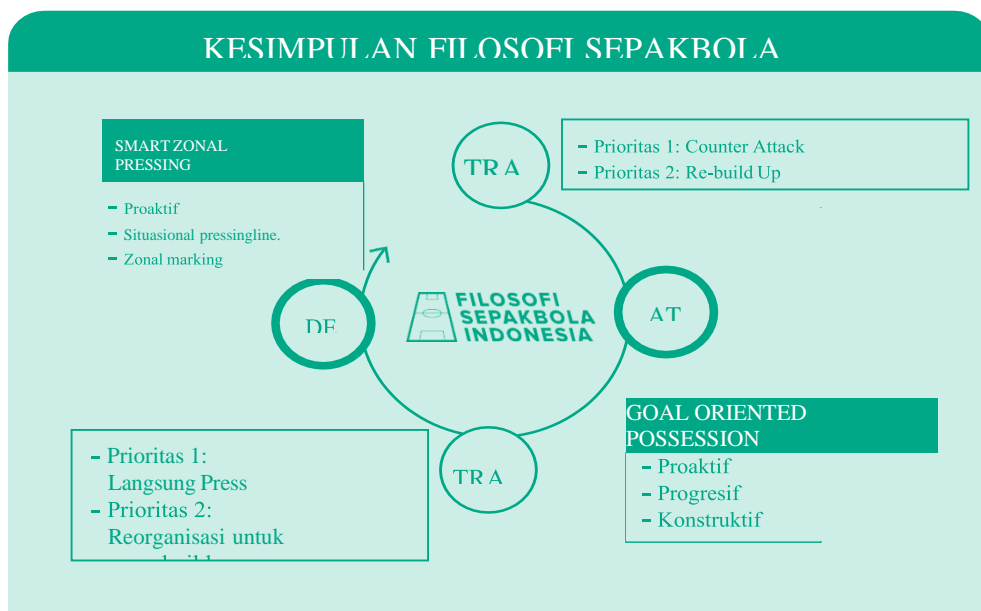 KESIMPULAN FILOSOFI SEPAKBOLA
SMART ZONAL
PRESSING
- Proaktif
- Situasional pressingline.
- Zonal marking
TRA
- Prioritas 1: Counter Attack
- Prioritas 2: Re-build Up
DE
FILOSOFI
SEPAKBOLA
INDONESIA
AT
GOAL ORIENTED
POSSESSION
- Proaktif
- Progresif
- Konstruktif
- Prioritas 1:
Langsung Press
- Prioritas 2:
Reorganisasi untuk
TRA